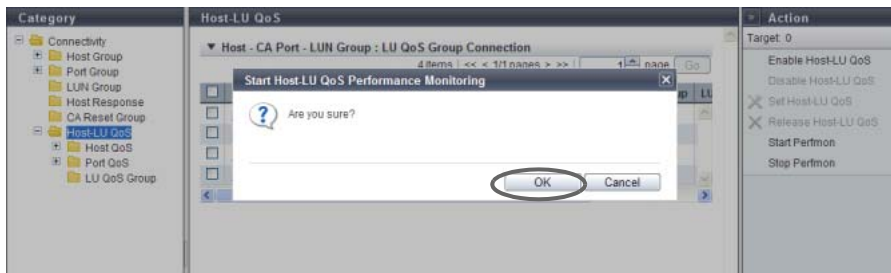 Category
Connectivity
Host Group
Port Group
LUN Group
Host Response
CA Reset Group
Host-LU QoS
Host QoS
Port QoS
LU QoS Group
Host-LU QoS
▼ Host - CA Port - LUN Group : LU QoS Group Connection
4 items | << < 1/1 pages > >> | 1 page Go
up LU
Start Host-LU QoS Performance Monitoring
Are you sure?
OK Cancel
Action
Target: 0
Enable Host-LU QoS
Disable Host-LU QoS
Set Host-LU QoS
Release Host-LU QoS
Start Perfmon
Stop Perfmon